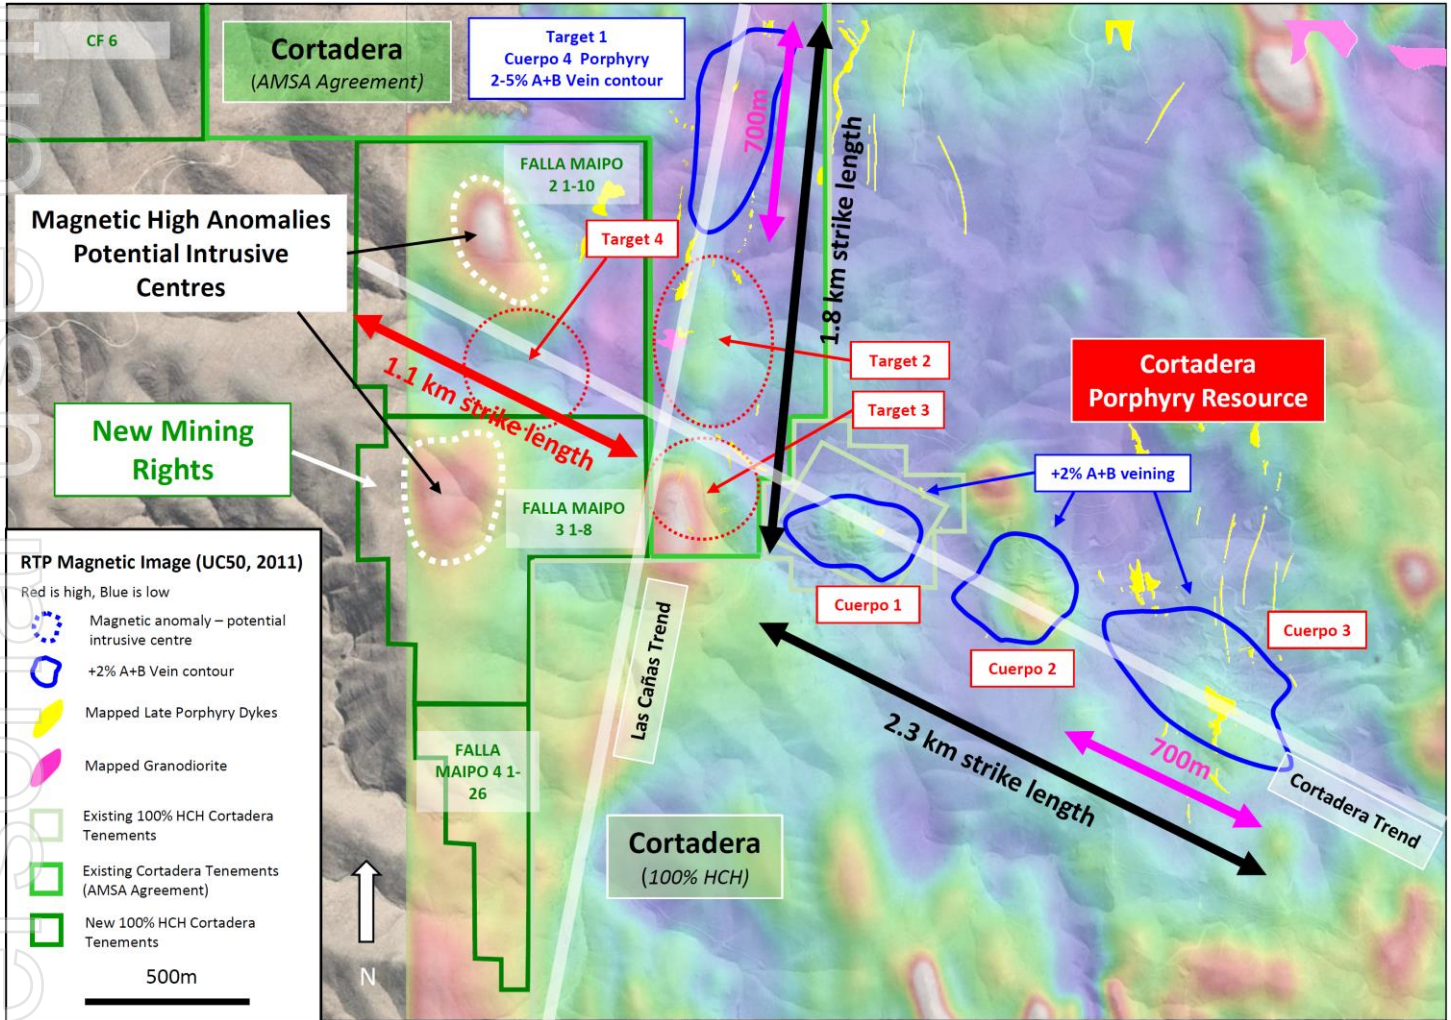 CF 6
Cortadera
(AMSA Agreement)
Target 1
Cuerpo 4 Porphyry
2-5% A+B Vein contour
700m
1.8 km strike length
FALLA MAIPO
2 1-10
Magnetic High Anomalies
Potential Intrusive
Centres
Target 4
Target 2
Target 3
Cortadera
Porphyry Resource
1.1 km strike length
New Mining
Rights
+2% A+B veining
FALLA MAIPO
3 1-8
Cuerpo 1
Cuerpo 2
Cuerpo 3
Las Cañas Trend
2.3 km strike length
700m
Cortadera Trend
FALLA
MAIPO 4 1-
26
Cortadera
(100% HCH)
RTP Magnetic Image (UC50, 2011)
Red is high, Blue is low
Magnetic anomaly – potential
intrusive centre
+2% A+B Vein contour
Mapped Late Porphyry Dykes
Mapped Granodiorite
Existing 100% HCH Cortadera
Tenements
Existing Cortadera Tenements
(AMSA Agreement)
New 100% HCH Cortadera
Tenements
500m
N